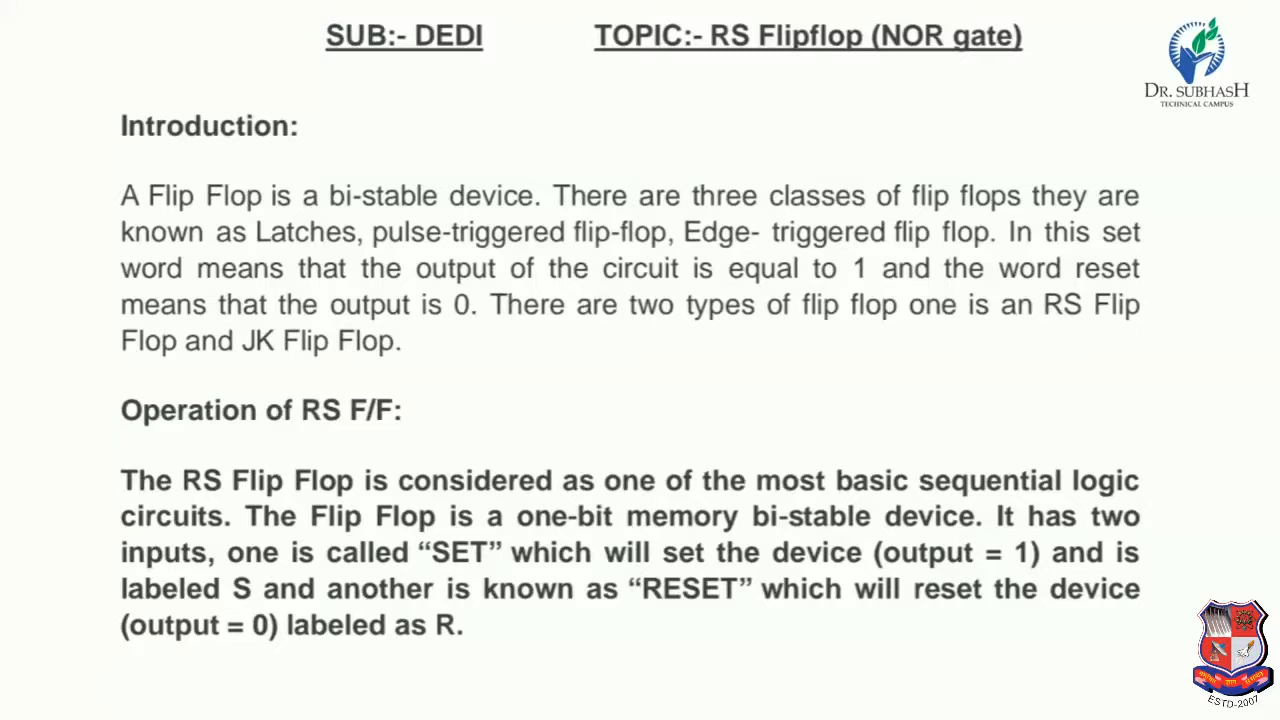 SUB:- DEDI TOPIC:- RS Flipflop (NOR gate)
DR. SUBHASH
TECHNICAL CAMPUS
Introduction:
A Flip Flop is a bi-stable device. There are three classes of flip flops they are
known as Latches, pulse-triggered flip-flop, Edge- triggered flip flop. In this set
word means that the output of the circuit is equal to 1 and the word reset
means that the output is 0. There are two types of flip flop one is an RS Flip
Flop and JK Flip Flop.
Operation of RS F/F:
The RS Flip Flop is considered as one of the most basic sequential logic
circuits. The Flip Flop is a one-bit memory bi-stable device. It has two
inputs, one is called “SET” which will set the device (output = 1) and is
labeled S and another is known as “RESET” which will reset the device
(output = 0) labeled as R.
ESTD-2007